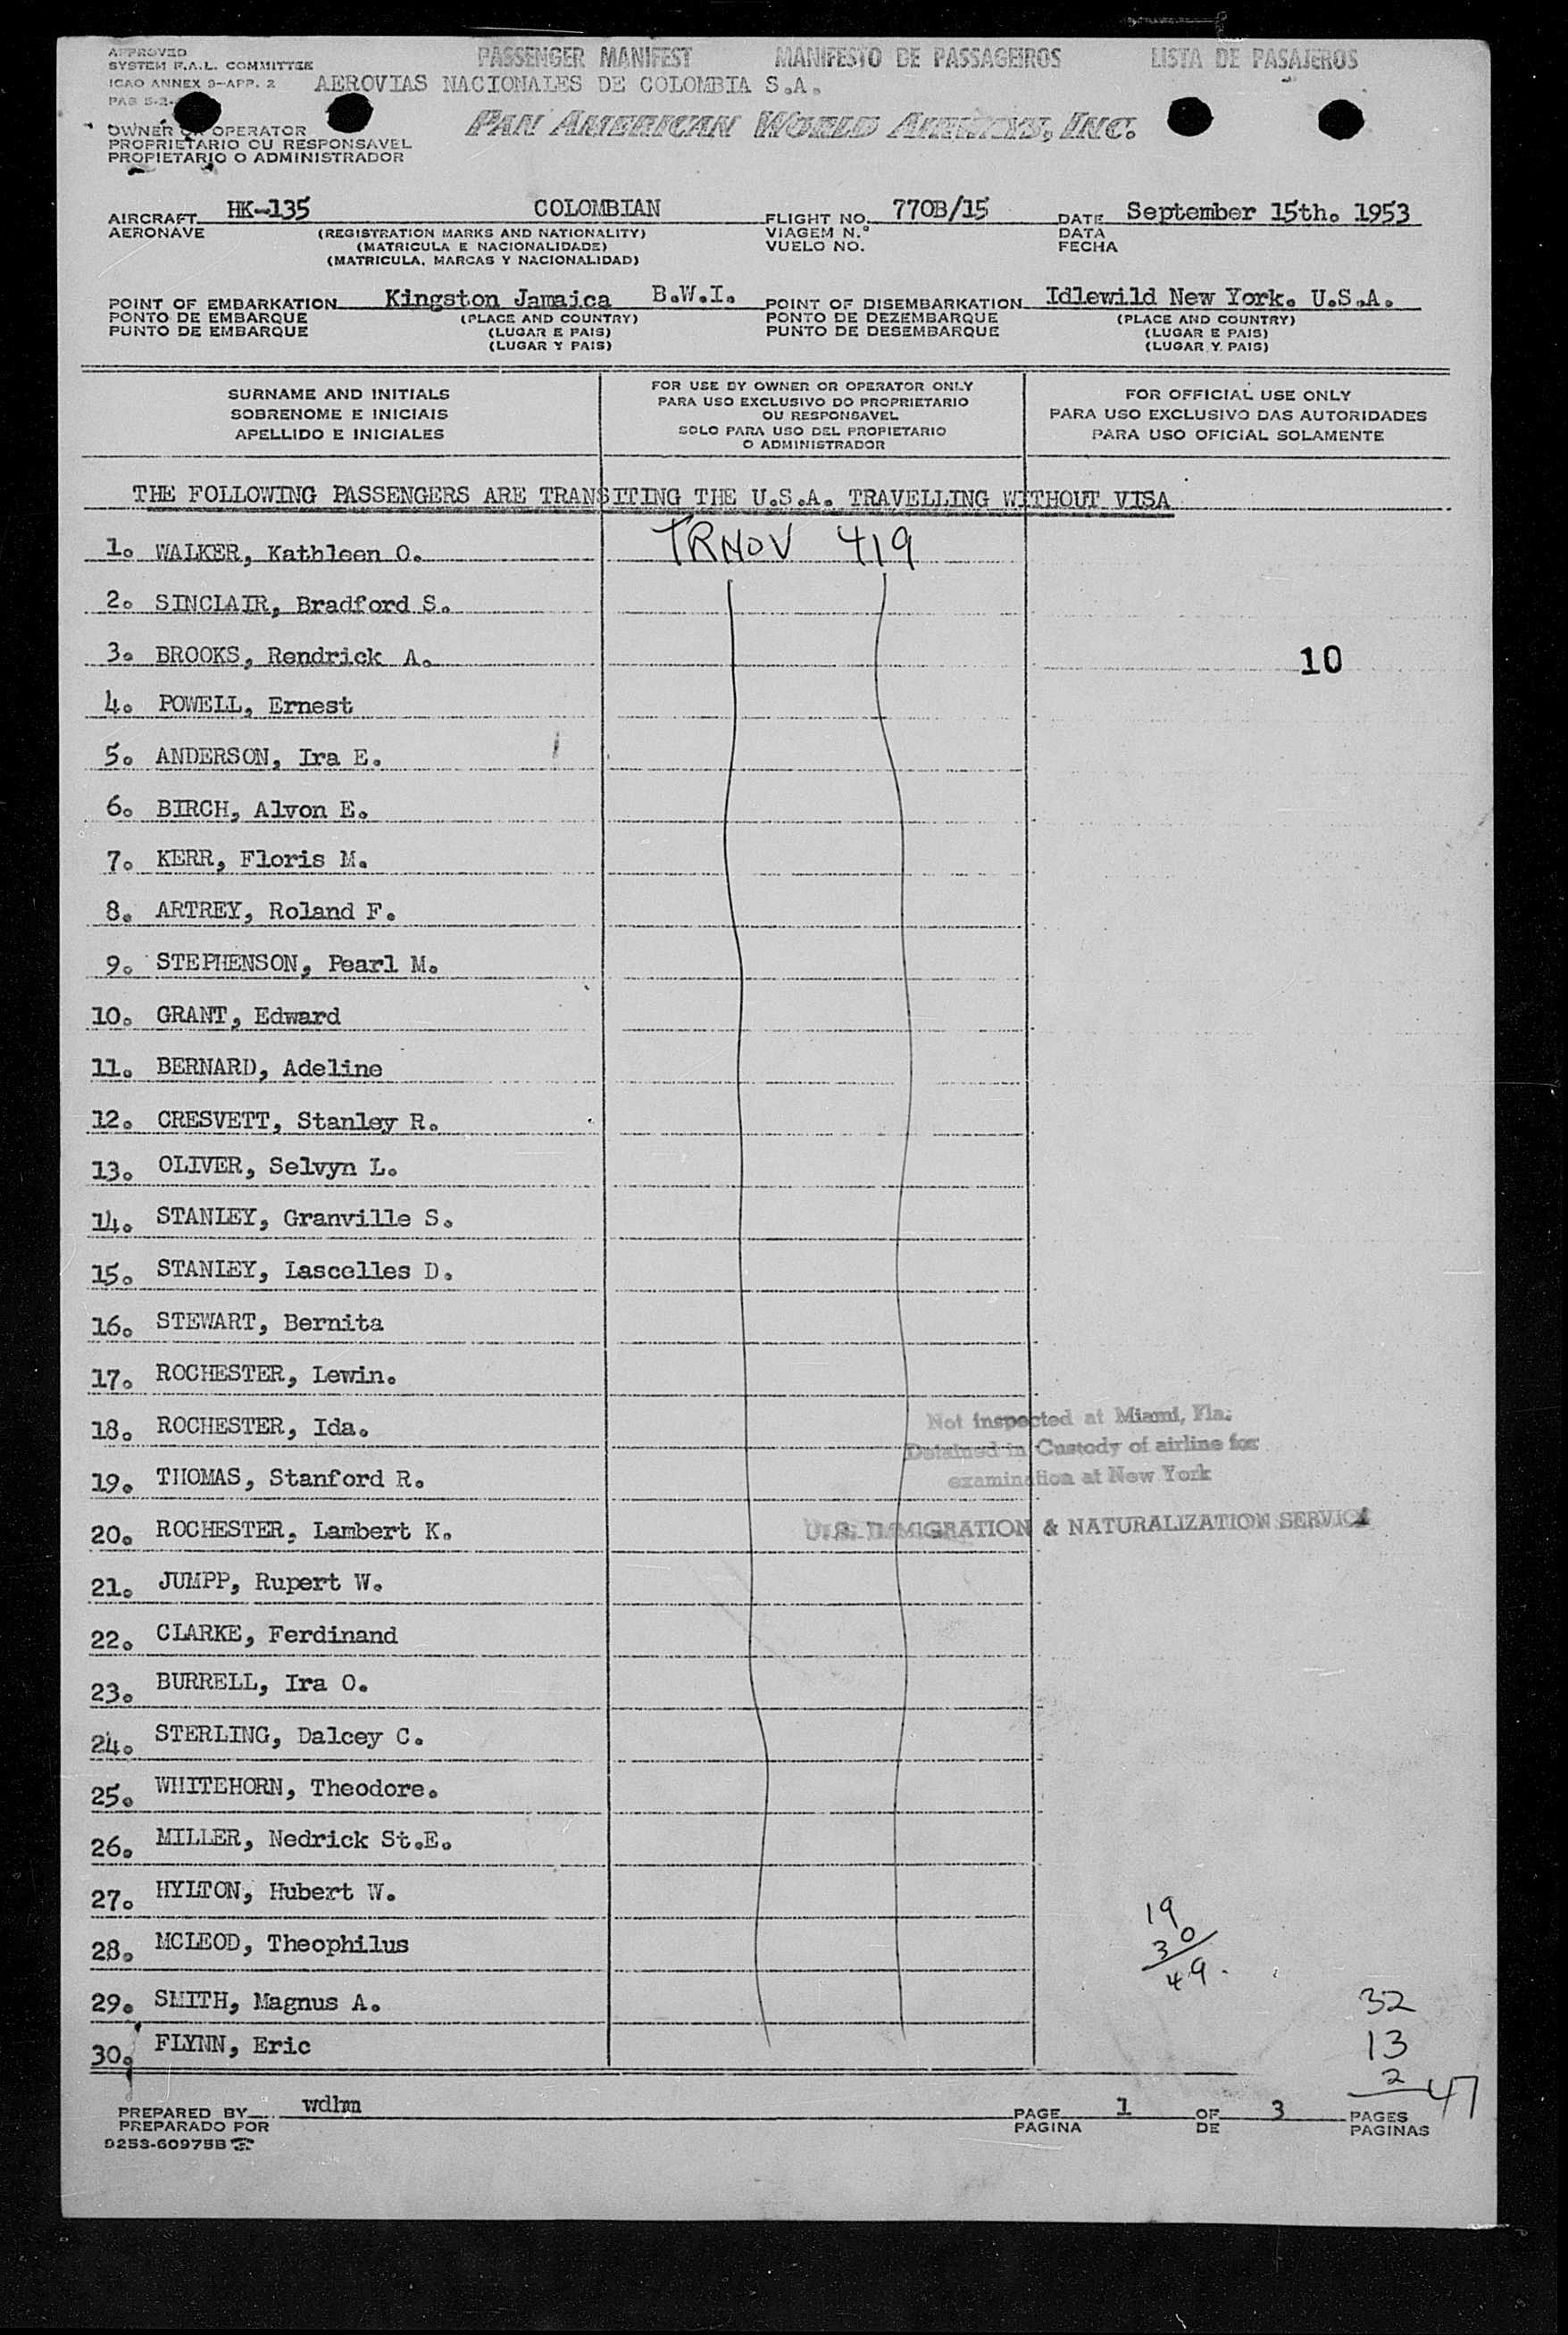 APPROVED
SYSTEM F.A.L. COMMITTEE
ICAO ANNEX 9-APP. 2
PASSENGER MANIFEST MANIFESTO DE PASSAGEIROS LISTA DE PASAJEROS
AEROVIAS NACIONALES DE COLOMBIA S.A.
PAN AMERICAN WORLD AIRWAYS, INC.
OWNER OR OPERATOR
PROPRIETARIO OU RESPONSAVEL
PROPIETARIO O ADMINISTRADOR
AIRCRAFT HK-135 COLOMBIAN FLIGHT NO. 770B/15 DATE September 15th. 1953
AERONAVE (REGISTRATION MARKS AND NATIONALITY) VIAGEM N.º DATA
(MATRICULA E NACIONALIDADE) VUELO NO. FECHA
(MATRICULA, MARCAS Y NACIONALIDAD)
POINT OF EMBARKATION Kingston Jamaica B.W.I. POINT OF DISEMBARKATION Idlewild New York. U.S.A.
PONTO DE EMBARQUE (PLACE AND COUNTRY) PONTO DE DEZEMBARQUE (PLACE AND COUNTRY)
PUNTO DE EMBARQUE (LUGAR E PAIS) PUNTO DE DESEMBARQUE (LUGAR E PAIS)
(LUGAR Y PAIS) (LUGAR Y PAIS)
SURNAME AND INITIALS
SOBRENOME E INICIAIS
APELLIDO E INICIALES
FOR USE BY OWNER OR OPERATOR ONLY
PARA USO EXCLUSIVO DO PROPRIETARIO
OU RESPONSAVEL
SOLO PARA USO DEL PROPIETARIO
O ADMINISTRADOR
FOR OFFICIAL USE ONLY
PARA USO EXCLUSIVO DAS AUTORIDADES
PARA USO OFICIAL SOLAMENTE
THE FOLLOWING PASSENGERS ARE TRANSITING THE U.S.A. TRAVELLING WITHOUT VISA
1. WALKER, Kathleen O. TRNOV 419
2. SINCLAIR, Bradford S.
3. BROOKS, Rendrick A. 10
4. POWELL, Ernest
5. ANDERSON, Ira E.
6. BIRCH, Alvon E.
7. KERR, Floris M.
8. ARTREY, Roland F.
9. STEPHENSON, Pearl M.
10. GRANT, Edward
11. BERNARD, Adeline
12. CRESVETT, Stanley R.
13. OLIVER, Selvyn L.
14. STANLEY, Granville S.
15. STANLEY, Lascelles D.
16. STEWART, Bernita
17. ROCHESTER, Lewin.
18. ROCHESTER, Ida.
19. THOMAS, Stanford R.
20. ROCHESTER, Lambert K.
Not inspected at Miami, Fla.
Detained in Custody of airline for
examination at New York
U.S. IMMIGRATION & NATURALIZATION SERVICE
21. JUMPP, Rupert W.
22. CLARKE, Ferdinand
23. BURRELL, Ira O.
24. STERLING, Dalcey C.
25. WHITEHORN, Theodore.
26. MILLER, Nedrick St.E.
27. HYLTON, Hubert W.
28. MCLEOD, Theophilus
29. SMITH, Magnus A.
30. FLYNN, Eric
19
30
49.
32
13
2
47
PREPARED BY wdhm PAGE 1 OF 3 PAGES
PREPARADO POR PAGINA DE PAGINAS
0253-60975B